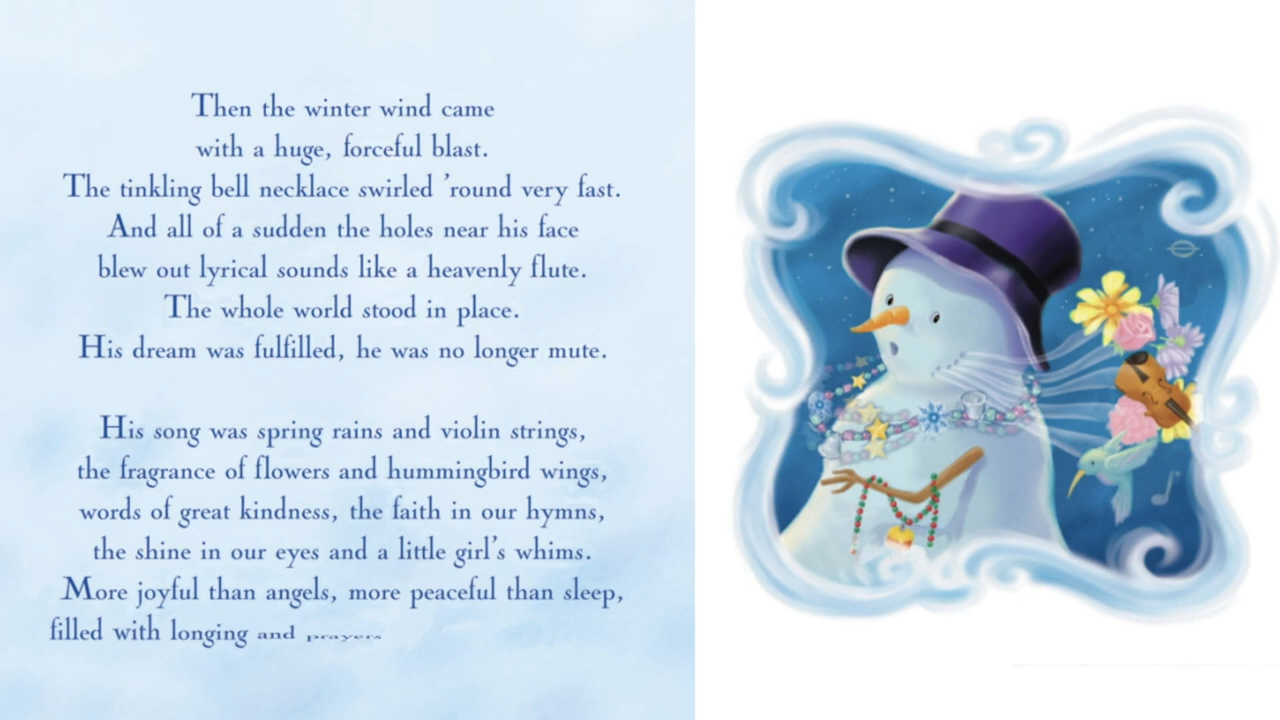 Then the winter wind came
with a huge, forceful blast.
The tinkling bell necklace swirled ’round very fast.
And all of a sudden the holes near his face
blew out lyrical sounds like a heavenly flute.
The whole world stood in place.
His dream was fulfilled, he was no longer mute.
His song was spring rains and violin strings,
the fragrance of flowers and hummingbird wings,
words of great kindness, the faith in our hymns,
the shine in our eyes and a little girl’s whims.
More joyful than angels, more peaceful than sleep,
filled with longing and prayers